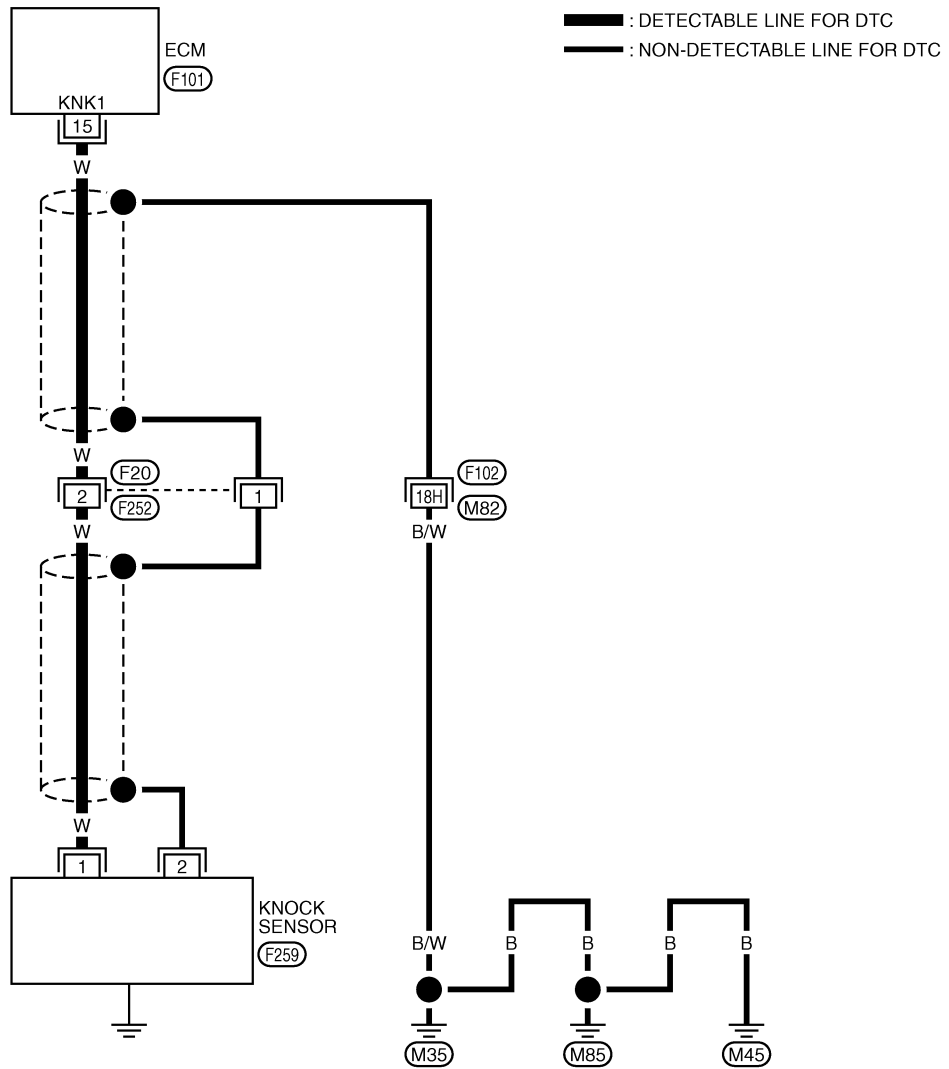 : DETECTABLE LINE FOR DTC
: NON-DETECTABLE LINE FOR DTC
ECM
F101
KNK1
15
W
W
F20
2
F252
1
F102
18H
M82
W
B/W
W
1
2
KNOCK
SENSOR
F259
B/W
B
B
B
B
M35
M85
M45